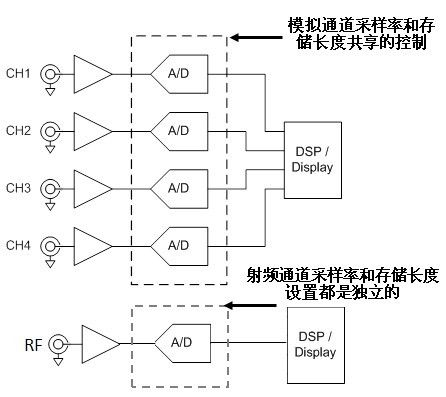 模拟通道采样率和存
储长度共享的控制
CH1
A/D
CH2
A/D
DSP /
Display
CH3
A/D
CH4
A/D
射频通道采样率和存储长度
设置都是独立的
RF
A/D
DSP /
Display